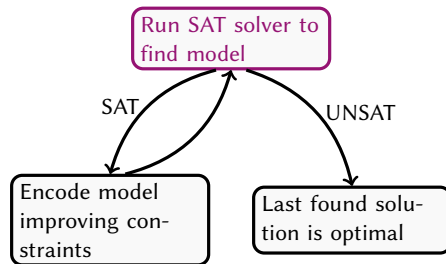 Run SAT solver to
find model
SAT
UNSAT
Encode model
improving con-
straints
Last found solu-
tion is optimal